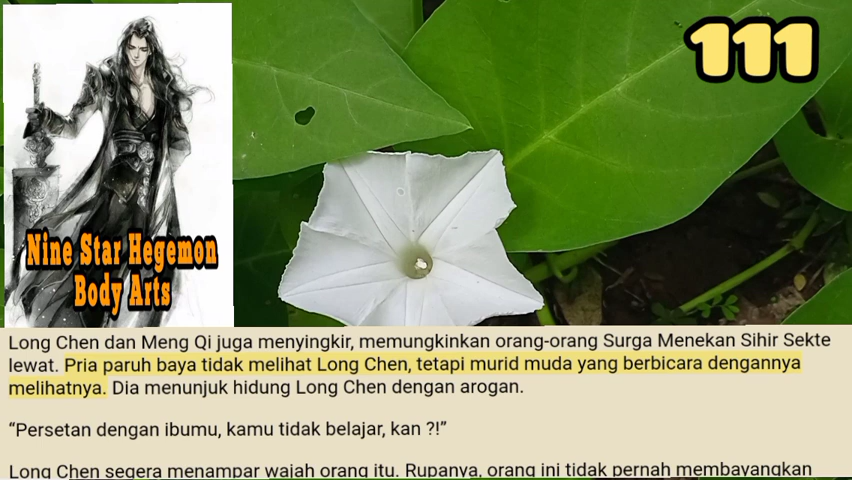 111
Nine Star Hegemon
Body Arts
Long Chen dan Meng Qi juga menyingkir, memungkinkan orang-orang Surga Menekan Sihir Sekte
lewat. Pria paruh baya tidak melihat Long Chen, tetapi murid muda yang berbicara dengannya
melihatnya. Dia menunjuk hidung Long Chen dengan arogan.
“Persetan dengan ibumu, kamu tidak belajar, kan ?!”
Long Chen segera menampar wajah orang itu. Rupanya, orang ini tidak pernah membayangkan